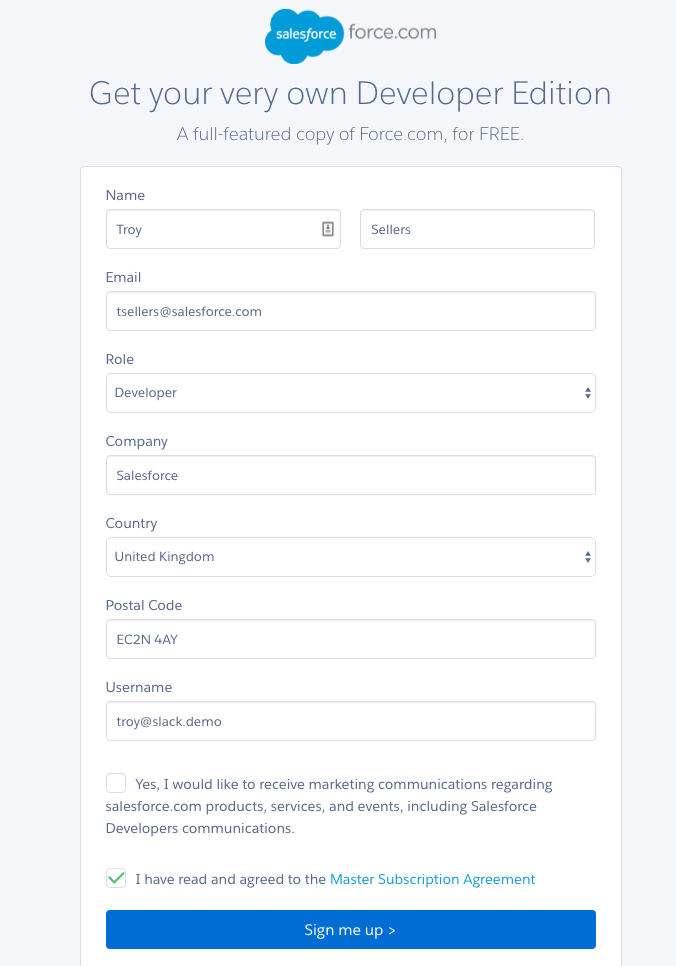 salesforce force.com
Get your very own Developer Edition
A full-featured copy of Force.com, for FREE.
Name
Troy Sellers
Email
tsellers@salesforce.com
Role
Developer
Company
Salesforce
Country
United Kingdom
Postal Code
EC2N 4AY
Username
troy@slack.demo
Yes, I would like to receive marketing communications regarding
salesforce.com products, services, and events, including Salesforce
Developers communications.
I have read and agreed to the Master Subscription Agreement
Sign me up >